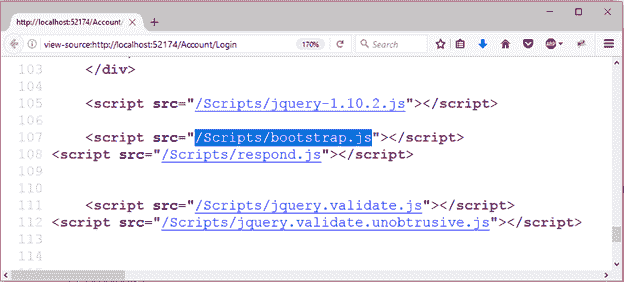 http://localhost:52174/Account/
view-source:http://localhost:52174/Account/Login
170%
Search
ABP
103 </div>
104
105 <script src="/Scripts/jquery-1.10.2.js"></script>
106
107 <script src="/Scripts/bootstrap.js"></script>
108 <script src="/Scripts/respond.js"></script>
109
110
111 <script src="/Scripts/jquery.validate.js"></script>
112 <script src="/Scripts/jquery.validate.unobtrusive.js"></script>
113
114